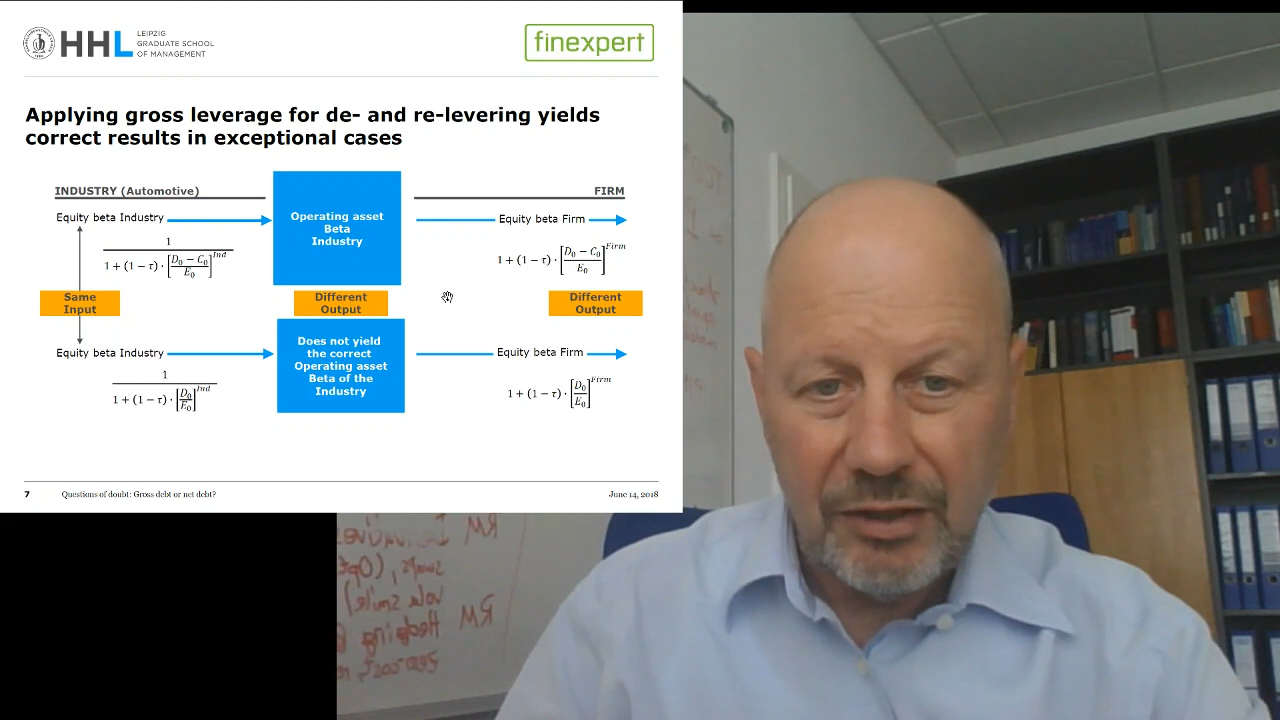 HHL
LEIPZIG
GRADUATE SCHOOL
OF MANAGEMENT
finexpert
Applying gross leverage for de- and re-levering yields
correct results in exceptional cases
INDUSTRY (Automotive)
FIRM
Equity beta Industry
Operating asset
Beta
Industry
Equity beta Firm
1
1 + (1 − τ) · [D₀ − C₀ / E₀]^Ind
1 + (1 − τ) · [D₀ − C₀ / E₀]^Firm
Same
Input
Different
Output
Different
Output
Equity beta Industry
Does not yield
the correct
Operating asset
Beta of the
Industry
Equity beta Firm
1
1 + (1 − τ) · [D₀ / E₀]^Ind
1 + (1 − τ) · [D₀ / E₀]^Firm
7 Questions of doubt: Gross debt or net debt? June 14, 2018
RM
RM
Hedging